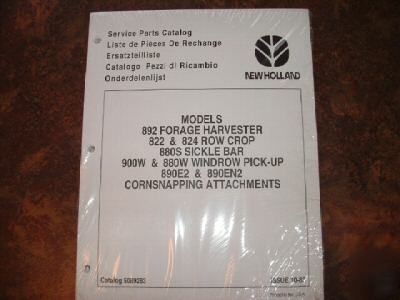 Service Parts Catalog
Liste de Pièces De Rechange
Ersatzteilliste
Catalogo Pezzi di Ricambio
Onderdelenlijst
NEW HOLLAND
MODELS
892 FORAGE HARVESTER
822 & 824 ROW CROP
880S SICKLE BAR
900W & 880W WINDROW PICK-UP
890E2 & 890EN2
CORNSNAPPING ATTACHMENTS
Catalog
ISSUE